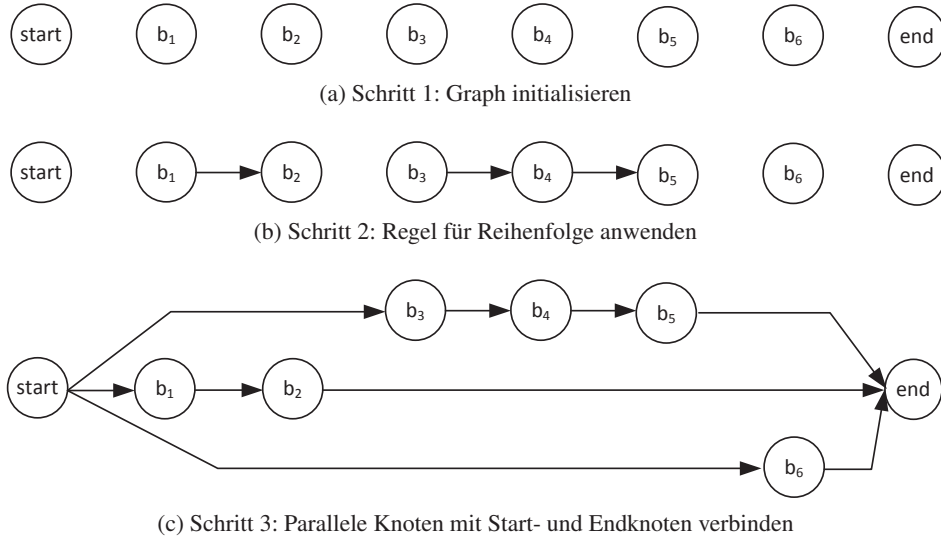 start b₁ b₂ b₃ b₄ b₅ b₆ end
(a) Schritt 1: Graph initialisieren
start b₁ b₂ b₃ b₄ b₅ b₆ end
(b) Schritt 2: Regel für Reihenfolge anwenden
b₃ b₄ b₅
start b₁ b₂ end
b₆
(c) Schritt 3: Parallele Knoten mit Start- und Endknoten verbinden